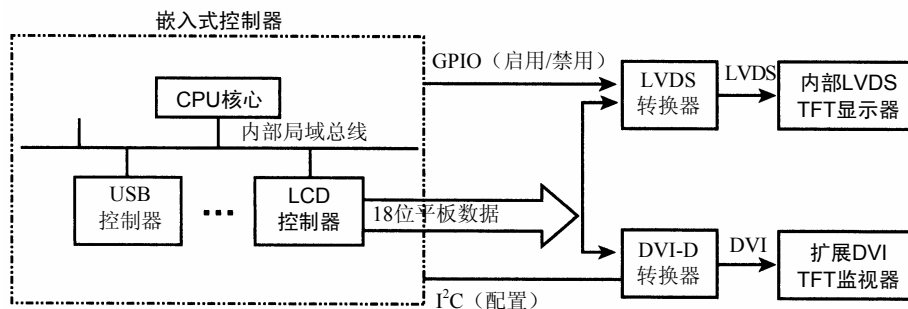 嵌入式控制器
CPU核心
内部局域总线
USB
控制器
LCD
控制器
18位平板数据
GPIO（启用/禁用）
I²C（配置）
LVDS
转换器
LVDS
内部LVDS
TFT显示器
DVI-D
转换器
DVI
扩展DVI
TFT监视器